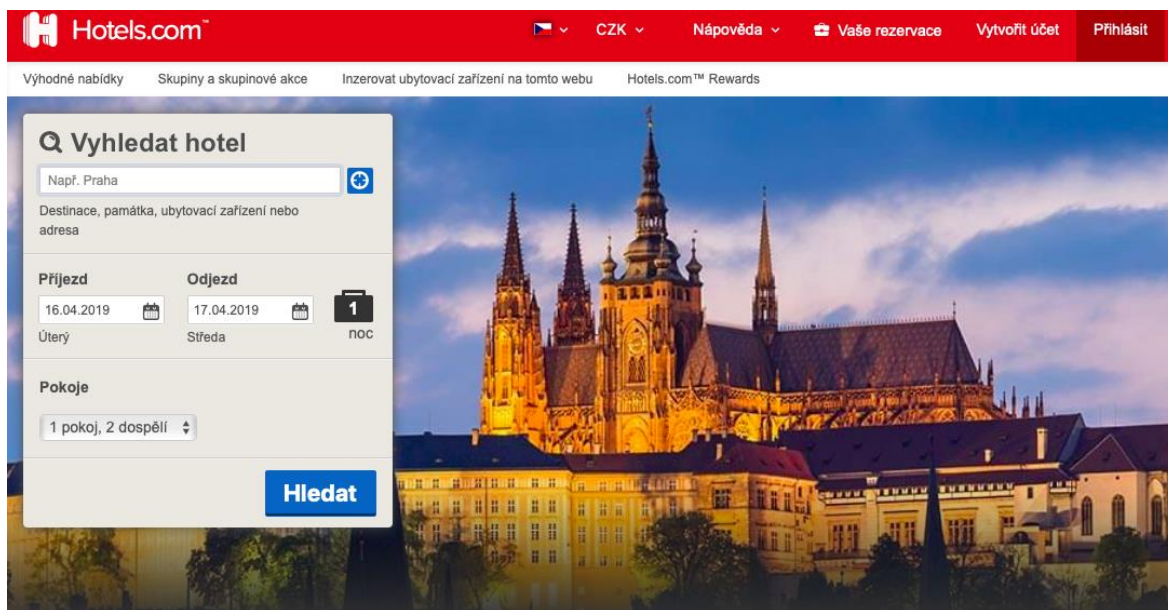 Hotels.com™
CZK
Nápověda
Vaše rezervace
Vytvořit účet
Přihlásit
Výhodné nabídky
Skupiny a skupinové akce
Inzerovat ubytovací zařízení na tomto webu
Hotels.com™ Rewards
Vyhledat hotel
Např. Praha
Destinace, památka, ubytovací zařízení nebo
adresa
Příjezd
Odjezd
16.04.2019
17.04.2019
1
Úterý
Středa
noc
Pokoje
1 pokoj, 2 dospělí
Hledat